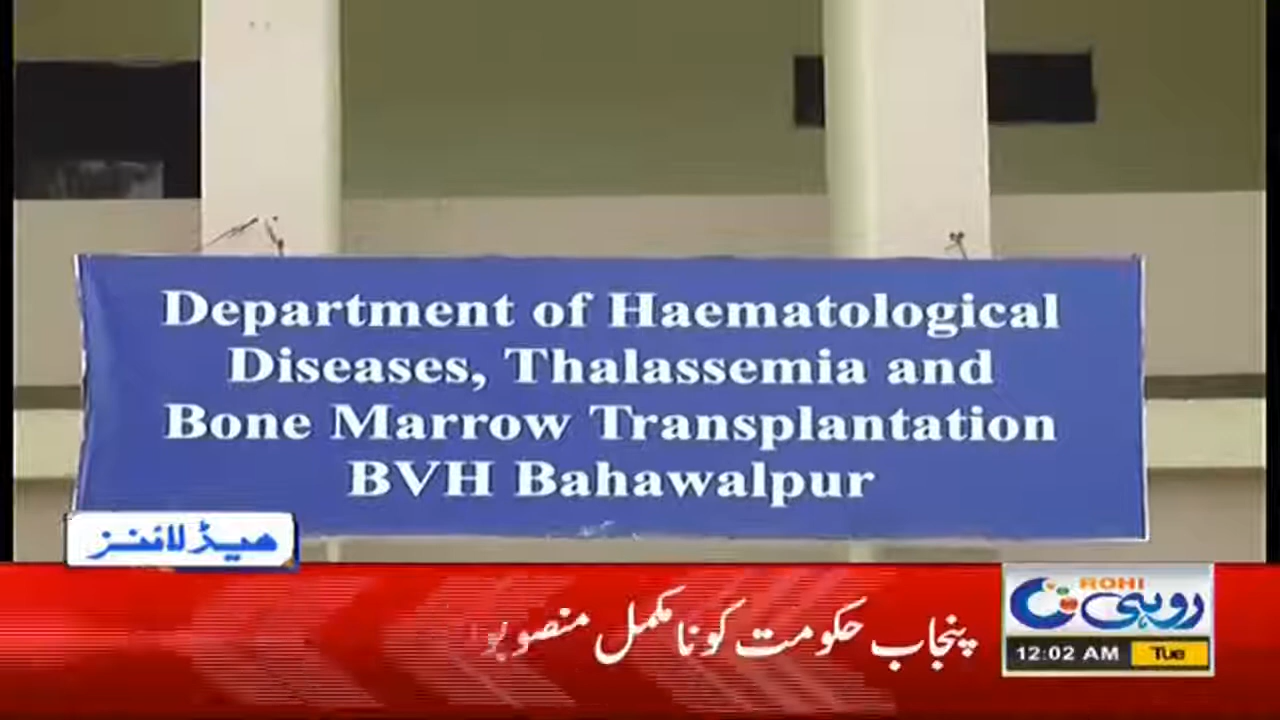 Department of Haematological
Diseases, Thalassemia and
Bone Marrow Transplantation
BVH Bahawalpur
ہیڈلائنز
پنجاب حکومت کو نامکمل
ROHI
روہی
12:02 AM Tue